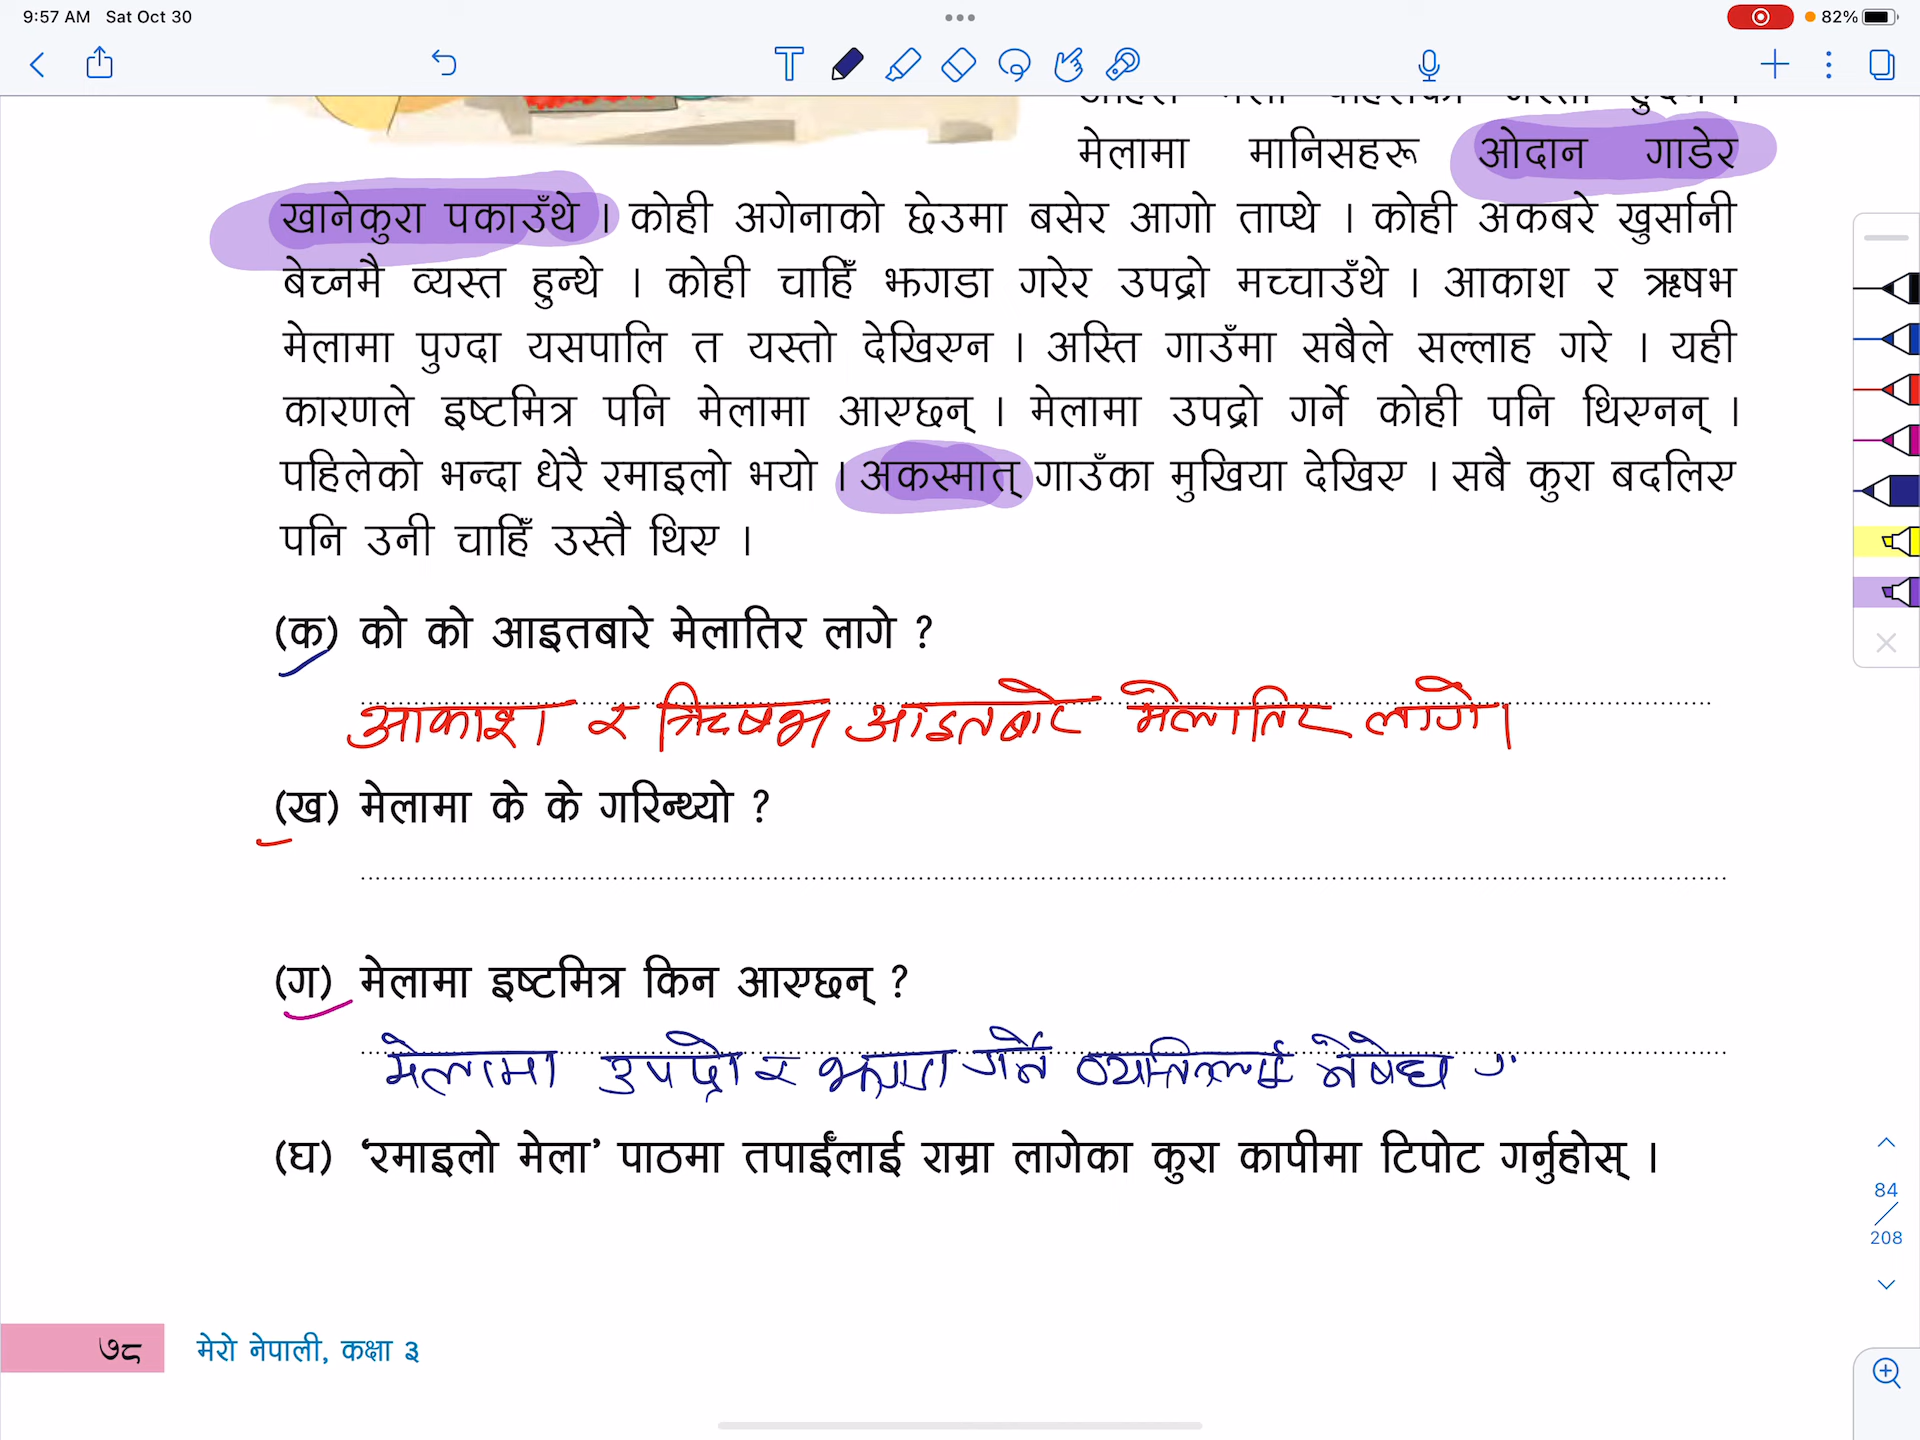 9:57 AM Sat Oct 30
82%
मेलामा मानिसहरू ओदान गाडेर
खानेकुरा पकाउँथे । कोही अगेनाको छेउमा बसेर आगो ताप्थे । कोही अकबरे खुर्सानी
बेच्नमै व्यस्त हुन्थे । कोही चाहिँ झगडा गरेर उपद्रो मच्चाउँथे । आकाश र ऋषभ
मेलामा पुग्दा यसपालि त यस्तो देखिएन । अस्ति गाउँमा सबैले सल्लाह गरे । यही
कारणले इष्टमित्र पनि मेलामा आएछन् । मेलामा उपद्रो गर्ने कोही पनि थिएनन् ।
पहिलेको भन्दा धेरै रमाइलो भयो । अकस्मात् गाउँका मुखिया देखिए । सबै कुरा बदलिए
पनि उनी चाहिँ उस्तै थिए ।
(क) को को आइतबारे मेलातिर लागे ?
आकाश र आइतबारे मेलातिर लागे।
(ख) मेलामा के के गरिन्थ्यो ?
(ग) मेलामा इष्टमित्र किन आएछन् ?
मेलामा उपद्रो र गर्ने
(घ) ‘रमाइलो मेला’ पाठमा तपाईंलाई राम्रा लागेका कुरा कापीमा टिपोट गर्नुहोस् ।
84
208
७८ मेरो नेपाली, कक्षा ३